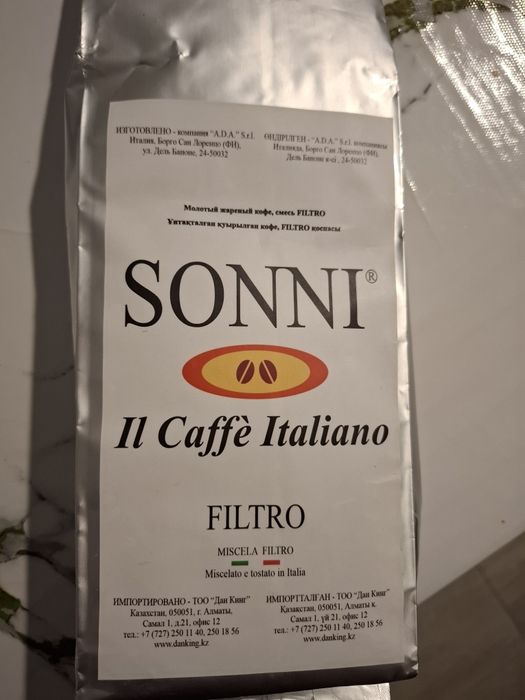 ИЗГОТОВЛЕНО - компания "A.D.A." S.r.l.
Италия, Борго Сан Лоренцо (ФИ),
ул. Дель Бапоне, 24-50032
ӨНДІРІЛГЕН - "A.D.A." S.r.l. компаниясы
Италияда, Борго Сан Лоренцо (ФИ),
Дель Бапоне к-сі , 24-50032
Молотый жареный кофе, смесь FILTRO
Ұнтақталған қуырылған кофе, FILTRO қоспасы
SONNI®
Il Caffè Italiano
FILTRO
MISCELA FILTRO
Miscelato e tostato in Italia
ИМПОРТИРОВАНО - ТОО "Дан Кинг"
Казахстан, 050051, г. Алматы,
Самал 1, д.21, офис 12
тел.: +7 (727) 250 11 40, 250 18 56
www.danking.kz
ИМПОРТТАЛҒАН - ТОО "Дан Кинг"
Қазақстан, 050051, Алматы қ.
Самал 1, үй 21, офис 12
тел.: +7 (727) 250 11 40, 250 18 56
www.danking.kz